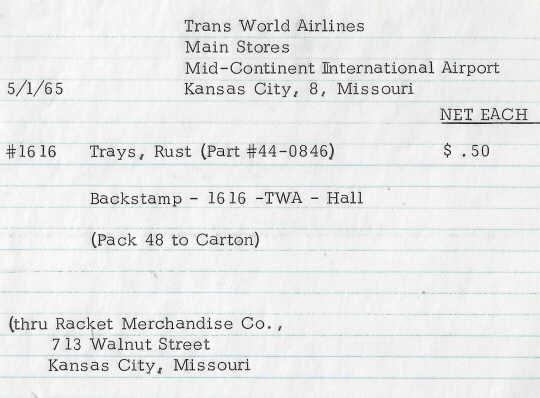 Trans World Airlines
Main Stores
Mid-Continent International Airport
5/1/65 Kansas City, 8, Missouri
NET EACH
#1616 Trays, Rust (Part #44-0846) $ .50
Backstamp - 1616 -TWA - Hall
(Pack 48 to Carton)
(thru Racket Merchandise Co.,
713 Walnut Street
Kansas City, Missouri